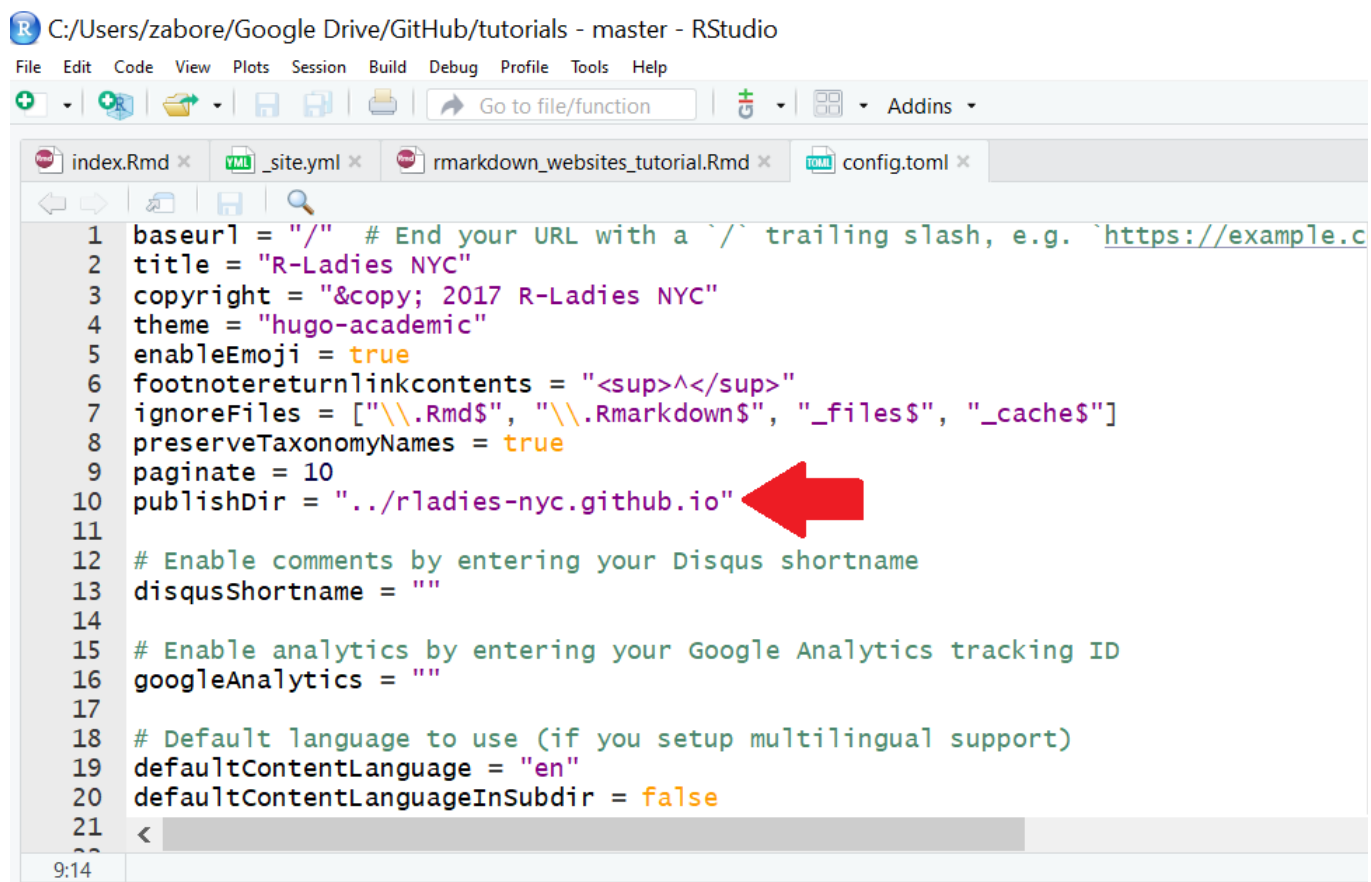 C:/Users/zabore/Google Drive/GitHub/tutorials - master - RStudio
File Edit Code View Plots Session Build Debug Profile Tools Help
Go to file/function Addins
index.Rmd _site.yml rmarkdown_websites_tutorial.Rmd config.toml
1 baseurl = "/"  # End your URL with a `/` trailing slash, e.g. `https://example.c
2 title = "R-Ladies NYC"
3 copyright = "&copy; 2017 R-Ladies NYC"
4 theme = "hugo-academic"
5 enableEmoji = true
6 footnotereturnlinkcontents = "<sup>^</sup>"
7 ignoreFiles = ["\\.Rmd$", "\\.Rmarkdown$", "_files$", "_cache$"]
8 preserveTaxonomyNames = true
9 paginate = 10
10 publishDir = "../rladies-nyc.github.io"
11
12 # Enable comments by entering your Disqus shortname
13 disqusShortname = ""
14
15 # Enable analytics by entering your Google Analytics tracking ID
16 googleAnalytics = ""
17
18 # Default language to use (if you setup multilingual support)
19 defaultContentLanguage = "en"
20 defaultContentLanguageInSubdir = false
21
9:14